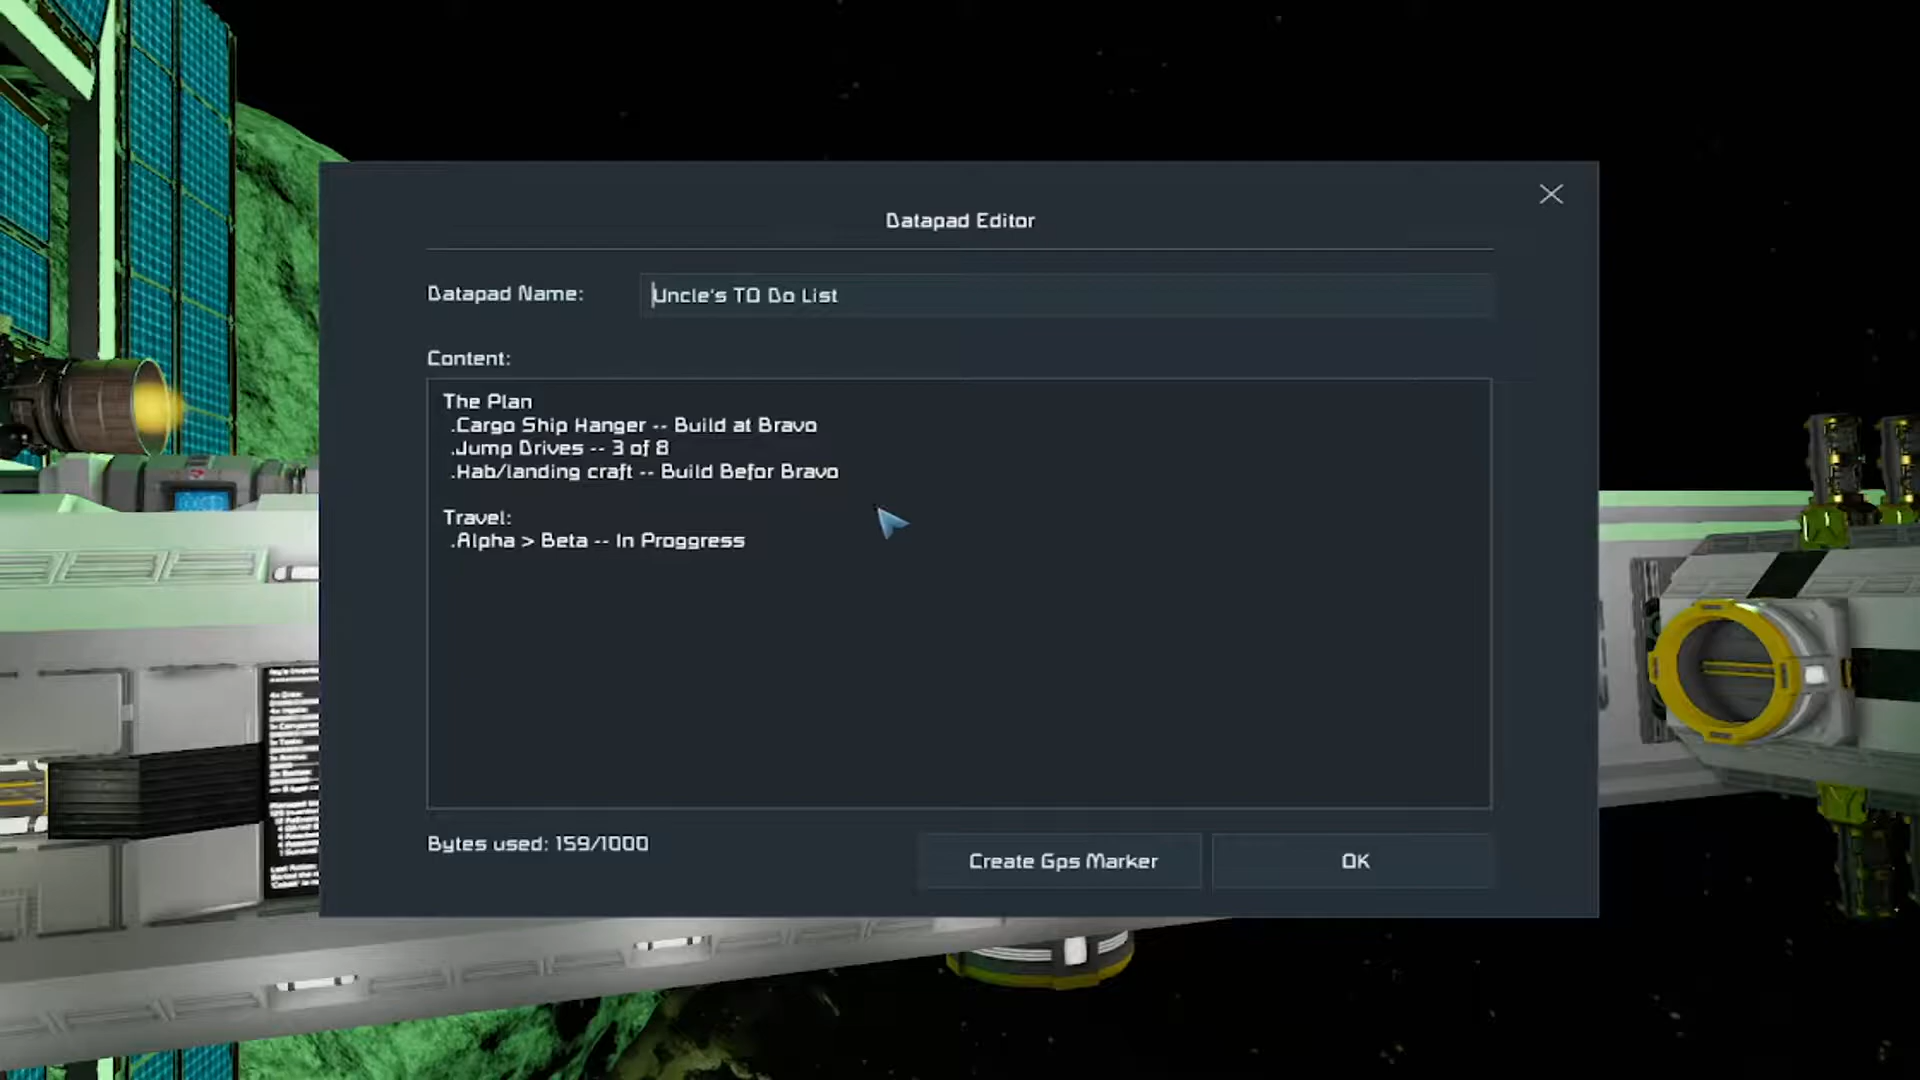 Datapad Editor
Datapad Name:
Uncle's TO Do List
Content:
The Plan
.Cargo Ship Hanger -- Build at Bravo
.Jump Drives -- 3 of 8
.Hab/landing craft -- Build Befor Bravo
Travel:
.Alpha > Beta -- In Proggress
Bytes used: 159/1000
Create Gps Marker
OK